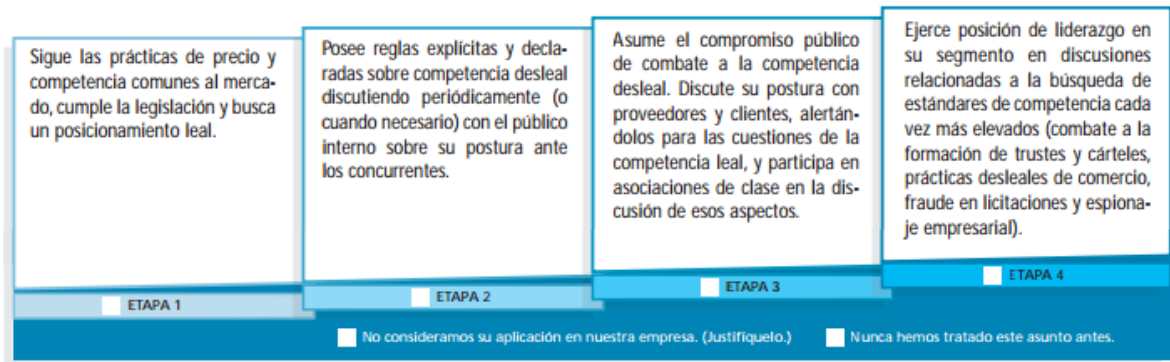 Sigue las prácticas de precio y
competencia comunes al merca-
do, cumple la legislación y busca
un posicionamiento leal.
ETAPA 1
Posee reglas explícitas y decla-
radas sobre competencia desleal
discutiendo periódicamente (o
cuando necesario) con el público
interno sobre su postura ante
los concurrentes.
ETAPA 2
Asume el compromiso público
de combate a la competencia
desleal. Discute su postura con
proveedores y clientes, alertán-
dolos para las cuestiones de la
competencia leal, y participa en
asociaciones de clase en la dis-
cusión de esos aspectos.
ETAPA 3
Ejerce posición de liderazgo en
su segmento en discusiones
relacionadas a la búsqueda de
estándares de competencia cada
vez más elevados (combate a la
formación de trustes y cárteles,
prácticas desleales de comercio,
fraude en licitaciones y espiona-
je empresarial).
ETAPA 4
No consideramos su aplicación en nuestra empresa. (Justifíquelo.)
Nunca hemos tratado este asunto antes.